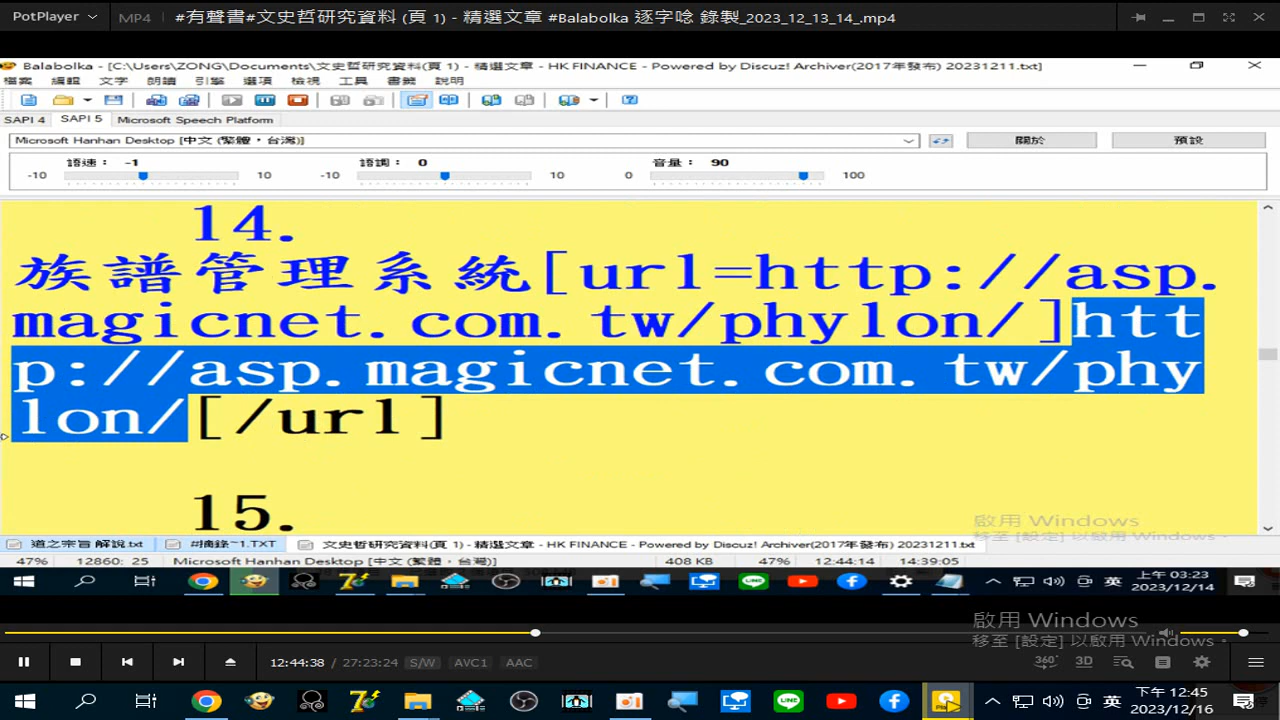 PotPlayer MP4 #有聲書#文史哲研究資料 (頁 1) - 精選文章 #Balabolka 逐字唸 錄製_2023_12_13_14_.mp4
Balabolka - [C:\Users\ZONG\Documents\文史哲研究資料(頁 1) - 精選文章 - HK FINANCE - Powered by Discuz! Archiver(2017年發布) 20231211.txt]
檔案 編輯 文字 朗讀 引擎 選項 檢視 工具 書籤 說明
SAPI 4 SAPI 5 Microsoft Speech Platform
Microsoft Hanhan Desktop [中文 (繁體，台灣)] 關於 預設
語速： -1 語調： 0 音量： 90
-10 10 -10 10 0 100
14.
族譜管理系統[url=http://asp.
magicnet.com.tw/phylon/]htt
p://asp.magicnet.com.tw/phy
lon/[/url]
15.
啟用 Windows
移至 [設定] 以啟用 Windows。
道之宗旨 解說.txt #摘錄~1.TXT 文史哲研究資料(頁 1) - 精選文章 - HK FINANCE - Powered by Discuz! Archiver(2017年發布) 20231211.txt
47% 12860: 25 Microsoft Hanhan Desktop [中文 (繁體，台灣)] 408 KB 47% 12:44:14 14:39:05
英 上午 03:23
2023/12/14
啟用 Windows
移至 [設定] 以啟用 Windows。
12:44:38 / 27:23:24 S/W AVC1 AAC 360° 3D
英 下午 12:45
2023/12/16